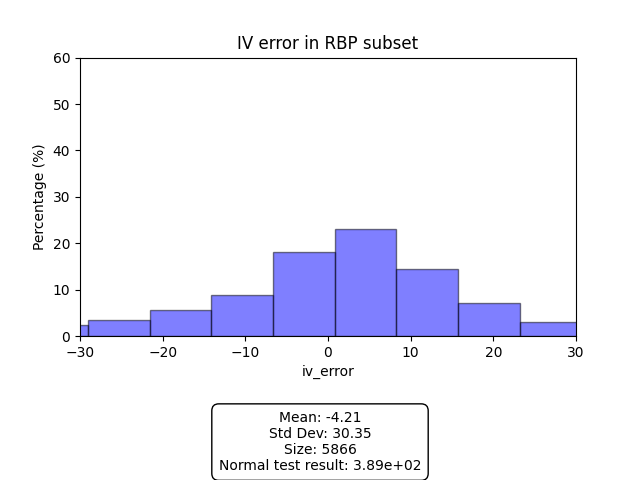 IV error in RBP subset
60
50
40
30
20
10
0
Percentage (%)
−30 −20 −10 0 10 20 30
iv_error
Mean: -4.21
Std Dev: 30.35
Size: 5866
Normal test result: 3.89e+02